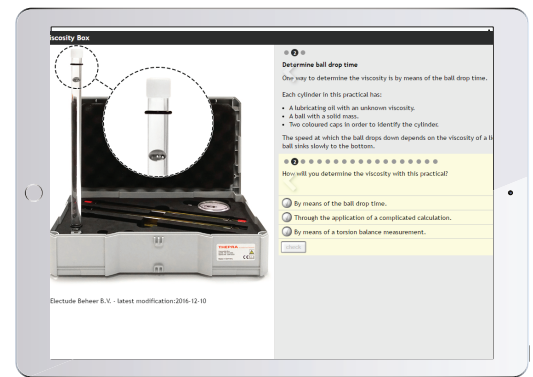 iscosity Box
2
Determine ball drop time
One way to determine the viscosity is by means of the ball drop time.
Each cylinder in this practical has:
• A lubricating oil with an unknown viscosity.
• A ball with a solid mass.
• Two coloured caps in order to identify the cylinder.
The speed at which the ball drops down depends on the viscosity of a li
ball sinks slowly to the bottom.
2
How will you determine the viscosity with this practical?
By means of the ball drop time.
Through the application of a complicated calculation.
By means of a torsion balance measurement.
check
CE
Electude Beheer B.V. - latest modification:2016-12-10